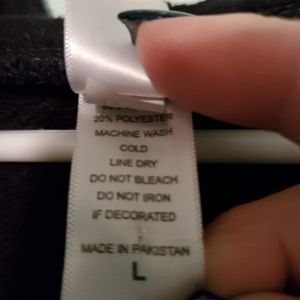 20% POLYESTER
MACHINE WASH
COLD
LINE DRY
DO NOT BLEACH
DO NOT IRON
IF DECORATED
MADE IN PAKISTAN
L